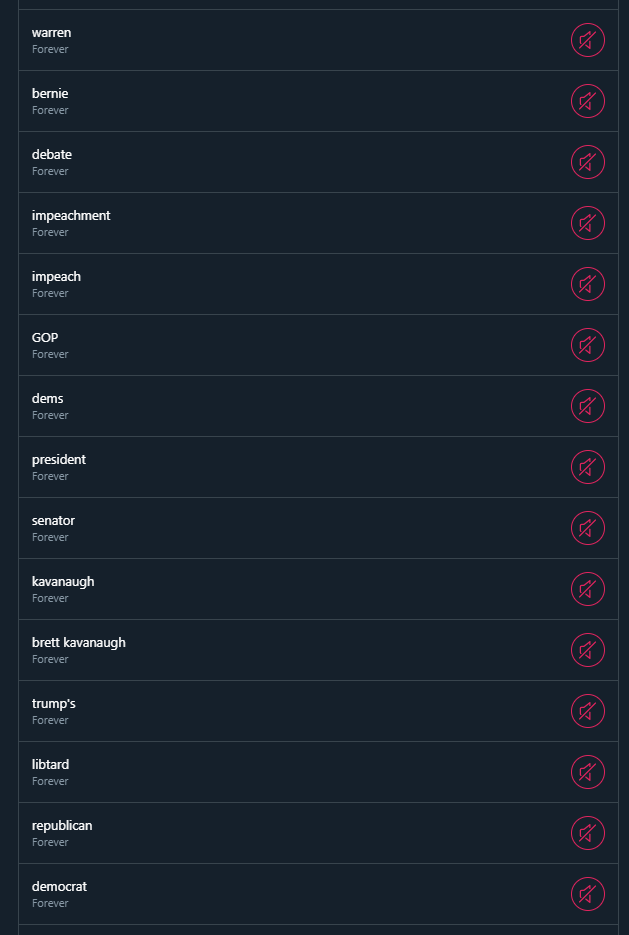 warren
Forever
bernie
Forever
debate
Forever
impeachment
Forever
impeach
Forever
GOP
Forever
dems
Forever
president
Forever
senator
Forever
kavanaugh
Forever
brett kavanaugh
Forever
trump's
Forever
libtard
Forever
republican
Forever
democrat
Forever